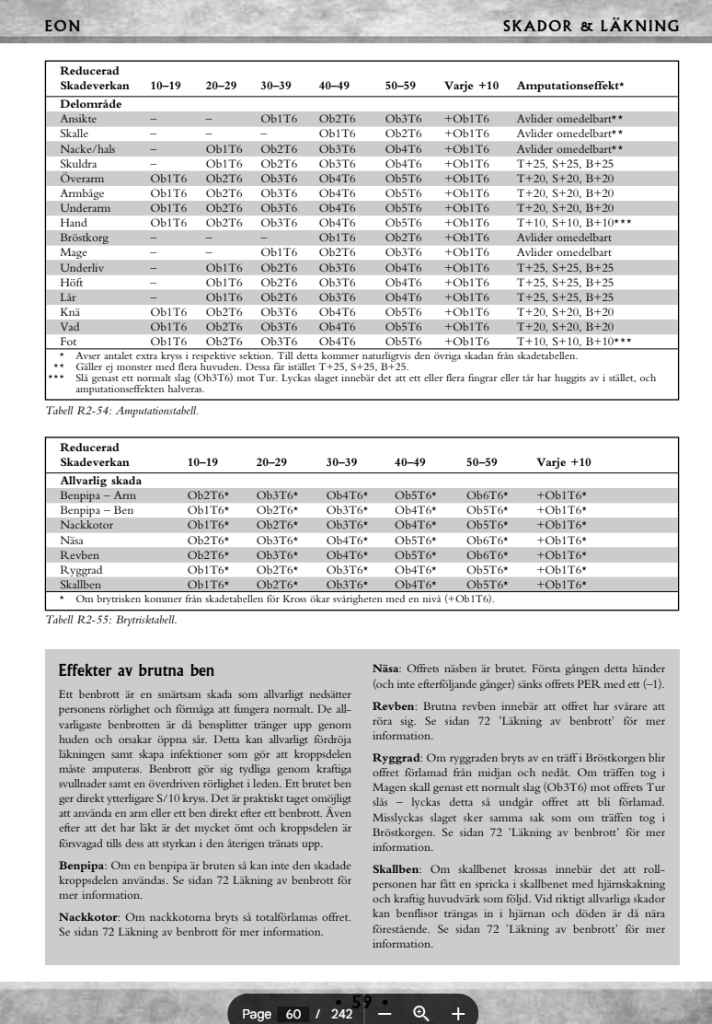 EON SKADOR & LÄKNING
Reducerad
Skadeverkan 10–19 20–29 30–39 40–49 50–59 Varje +10 Amputationseffekt*
Delområde
Ansikte – – Ob1T6 Ob2T6 Ob3T6 +Ob1T6 Avlider omedelbart**
Skalle – – – Ob1T6 Ob2T6 +Ob1T6 Avlider omedelbart**
Nacke/hals – Ob1T6 Ob2T6 Ob3T6 Ob4T6 +Ob1T6 Avlider omedelbart**
Skuldra – Ob1T6 Ob2T6 Ob3T6 Ob4T6 +Ob1T6 T+25, S+25, B+25
Överarm Ob1T6 Ob2T6 Ob3T6 Ob4T6 Ob5T6 +Ob1T6 T+20, S+20, B+20
Armbåge Ob1T6 Ob2T6 Ob3T6 Ob4T6 Ob5T6 +Ob1T6 T+20, S+20, B+20
Underarm Ob1T6 Ob2T6 Ob3T6 Ob4T6 Ob5T6 +Ob1T6 T+20, S+20, B+20
Hand Ob1T6 Ob2T6 Ob3T6 Ob4T6 Ob5T6 +Ob1T6 T+10, S+10, B+10***
Bröstkorg – – – Ob1T6 Ob2T6 +Ob1T6 Avlider omedelbart
Mage – – Ob1T6 Ob2T6 Ob3T6 +Ob1T6 Avlider omedelbart
Underliv – Ob1T6 Ob2T6 Ob3T6 Ob4T6 +Ob1T6 T+25, S+25, B+25
Höft – Ob1T6 Ob2T6 Ob3T6 Ob4T6 +Ob1T6 T+25, S+25, B+25
Lår – Ob1T6 Ob2T6 Ob3T6 Ob4T6 +Ob1T6 T+25, S+25, B+25
Knä Ob1T6 Ob2T6 Ob3T6 Ob4T6 Ob5T6 +Ob1T6 T+20, S+20, B+20
Vad Ob1T6 Ob2T6 Ob3T6 Ob4T6 Ob5T6 +Ob1T6 T+20, S+20, B+20
Fot Ob1T6 Ob2T6 Ob3T6 Ob4T6 Ob5T6 +Ob1T6 T+10, S+10, B+10***
* Avser antalet extra kryss i respektive sektion. Till detta kommer naturligtvis den övriga skadan från skadetabellen.
** Gäller ej monster med flera huvuden. Dessa får istället T+25, S+25, B+25.
*** Slå genast ett normalt slag (Ob3T6) mot Tur. Lyckas slaget innebär det att ett eller flera fingrar eller tår har huggits av i stället, och
amputationseffekten halveras.
Tabell R2-54: Amputationstabell.
Reducerad
Skadeverkan 10–19 20–29 30–39 40–49 50–59 Varje +10
Allvarlig skada
Benpipa – Arm Ob2T6* Ob3T6* Ob4T6* Ob5T6* Ob6T6* +Ob1T6*
Benpipa – Ben Ob1T6* Ob2T6* Ob3T6* Ob4T6* Ob5T6* +Ob1T6*
Nackkotor Ob1T6* Ob2T6* Ob3T6* Ob4T6* Ob5T6* +Ob1T6*
Näsa Ob2T6* Ob3T6* Ob4T6* Ob5T6* Ob6T6* +Ob1T6*
Revben Ob2T6* Ob3T6* Ob4T6* Ob5T6* Ob6T6* +Ob1T6*
Ryggrad Ob1T6* Ob2T6* Ob3T6* Ob4T6* Ob5T6* +Ob1T6*
Skallben Ob1T6* Ob2T6* Ob3T6* Ob4T6* Ob5T6* +Ob1T6*
* Om brytrisken kommer från skadetabellen för Kross ökar svårigheten med en nivå (+Ob1T6).
Tabell R2-55: Brytrisktabell.
Effekter av brutna ben
Ett benbrott är en smärtsam skada som allvarligt nedsätter
personens rörlighet och förmåga att fungera normalt. De all-
varligaste benbrotten är då bensplitter tränger upp genom
huden och orsakar öppna sår. Detta kan allvarligt fördröja
läkningen samt skapa infektioner som gör att kroppsdelen
måste amputeras. Benbrott gör sig tydliga genom kraftiga
svullnader samt en överdriven rörlighet i leden. Ett brutet ben
ger direkt ytterligare S/10 kryss. Det är praktiskt taget omöjligt
att använda en arm eller ett ben direkt efter ett benbrott. Även
efter att det har läkt är det mycket ömt och kroppsdelen är
försvagad tills dess att styrkan i den återigen tränats upp.
Benpipa: Om en benpipa är bruten så kan inte den skadade
kroppsdelen användas. Se sidan 72 Läkning av benbrott för
mer information.
Nackkotor: Om nackkotorna bryts så totalförlamas offret.
Se sidan 72 Läkning av benbrott för mer information.
Näsa: Offrets näsben är brutet. Första gången detta händer
(och inte efterföljande gånger) sänks offrets PER med ett (–1).
Revben: Brutna revben innebär att offret har svårare att
röra sig. Se sidan 72 'Läkning av benbrott' för mer
information.
Ryggrad: Om ryggraden bryts av en träff i Bröstkorgen blir
offret förlamad från midjan och nedåt. Om träffen tog i
Magen skall genast ett normalt slag (Ob3T6) mot offrets Tur
slås – lyckas detta så undgår offret att bli förlamad.
Misslyckas slaget sker samma sak som om träffen tog i
Bröstkorgen. Se sidan 72 'Läkning av benbrott' för mer
information.
Skallben: Om skallbenet krossas innebär det att roll-
personen har fått en spricka i skallbenet med hjärnskakning
och kraftig huvudvärk som följd. Vid riktigt allvarliga skador
kan benflisor trängas in i hjärnan och döden är då nära
förestående. Se sidan 72 'Läkning av benbrott' för mer
information.
• 59 •
Page 60 / 242